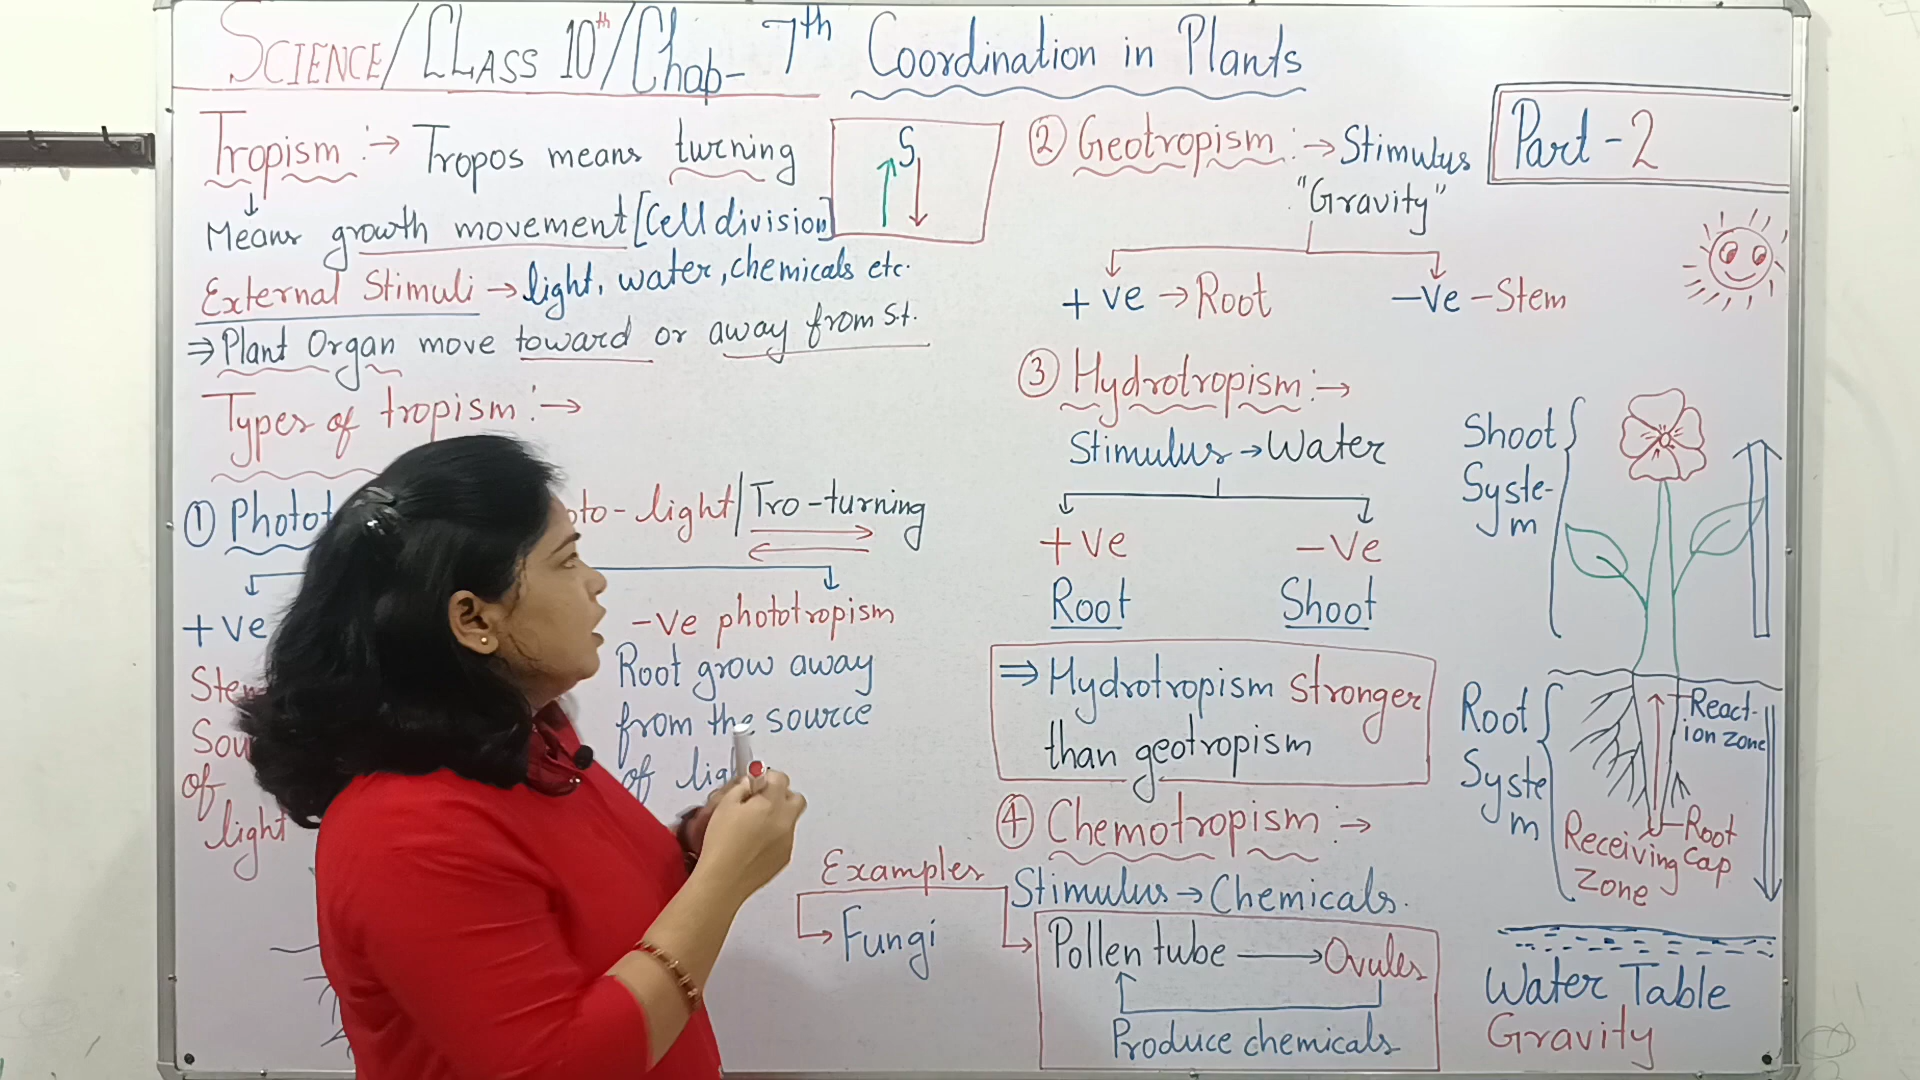 SCIENCE/CLASS 10th/Chap- 7th Coordination in Plants
Tropism :→ Tropos means turning
Means growth movement [Cell division]
External Stimuli → light, water, chemicals etc.
⇒ Plant Organ move toward or away from st.
S
Types of tropism :→
① Photot
oto-light/Tro-turning
+ve
-ve phototropism
Ste
Sou
of
light
Root grow away
from the source
of lig
Examples
Fungi
② Geotropism :→ Stimulus
"Gravity"
+ ve → Root
-ve - Stem
③ Hydrotropism :→
Stimulus → Water
+ve
-ve
Root
Shoot
⇒ Hydrotropism stronger
than geotropism
④ Chemotropism :→
Stimulus → Chemicals.
Pollen tube → Ovules
Produce chemicals
Part - 2
Shoot
Syste-
m
Root
Syste
m
React-
ion zone
Root
Cap
Receiving
Zone
Water Table
Gravity